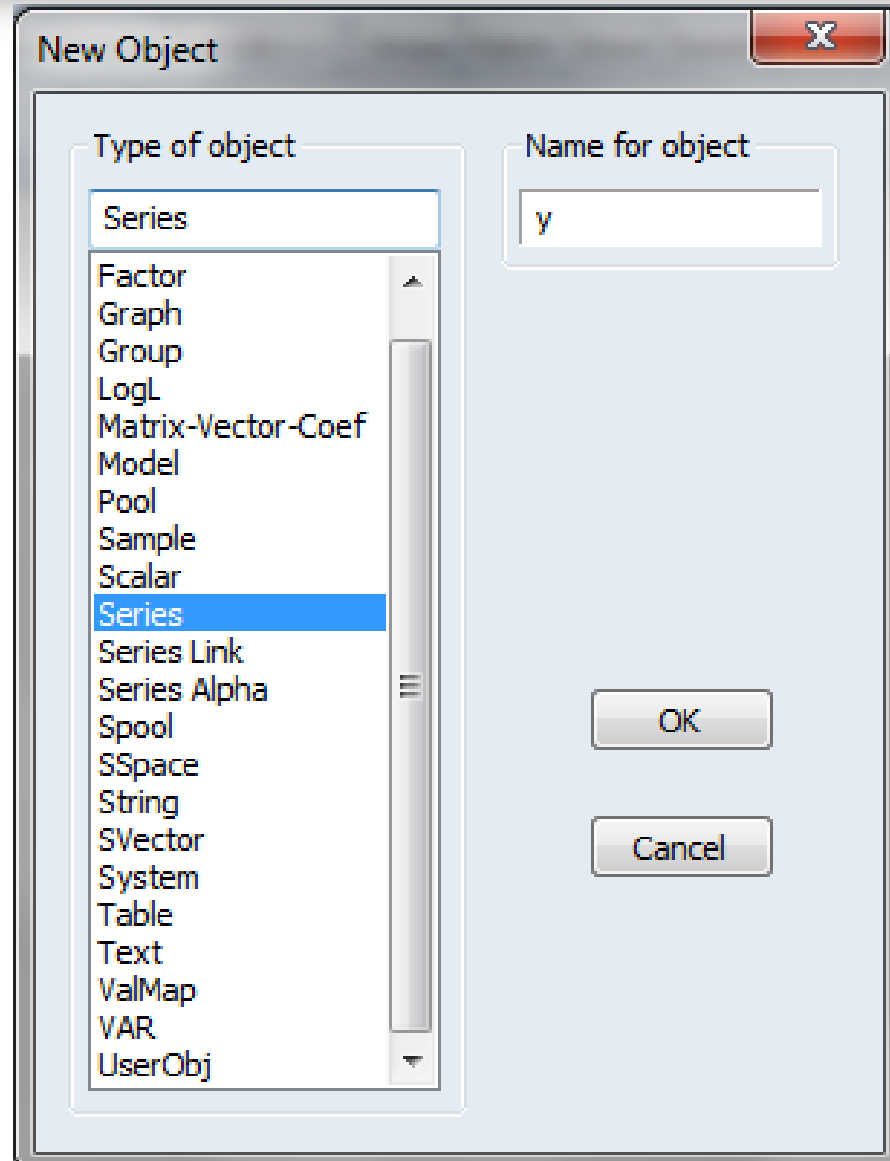 New Object
Type of object
Name for object
Series
y
Factor
Graph
Group
LogL
Matrix-Vector-Coef
Model
Pool
Sample
Scalar
Series
Series Link
Series Alpha
Spool
SSpace
String
SVector
System
Table
Text
ValMap
VAR
UserObj
OK
Cancel